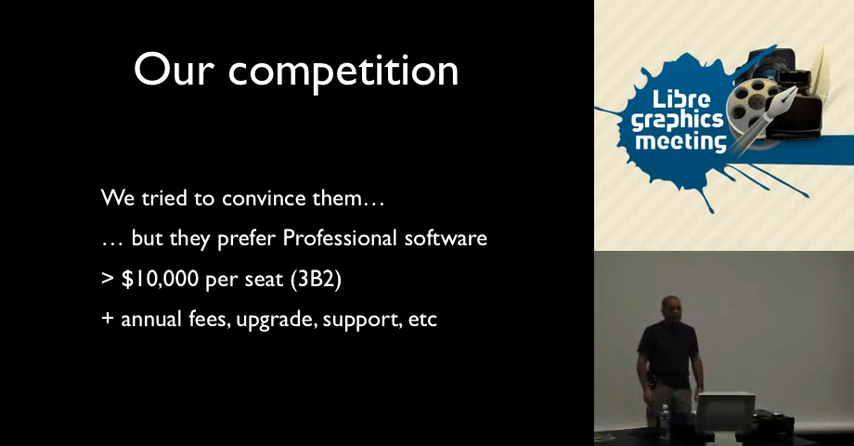 Our competition
We tried to convince them…
… but they prefer Professional software
> $10,000 per seat (3B2)
+ annual fees, upgrade, support, etc
Libre
graphics
meeting